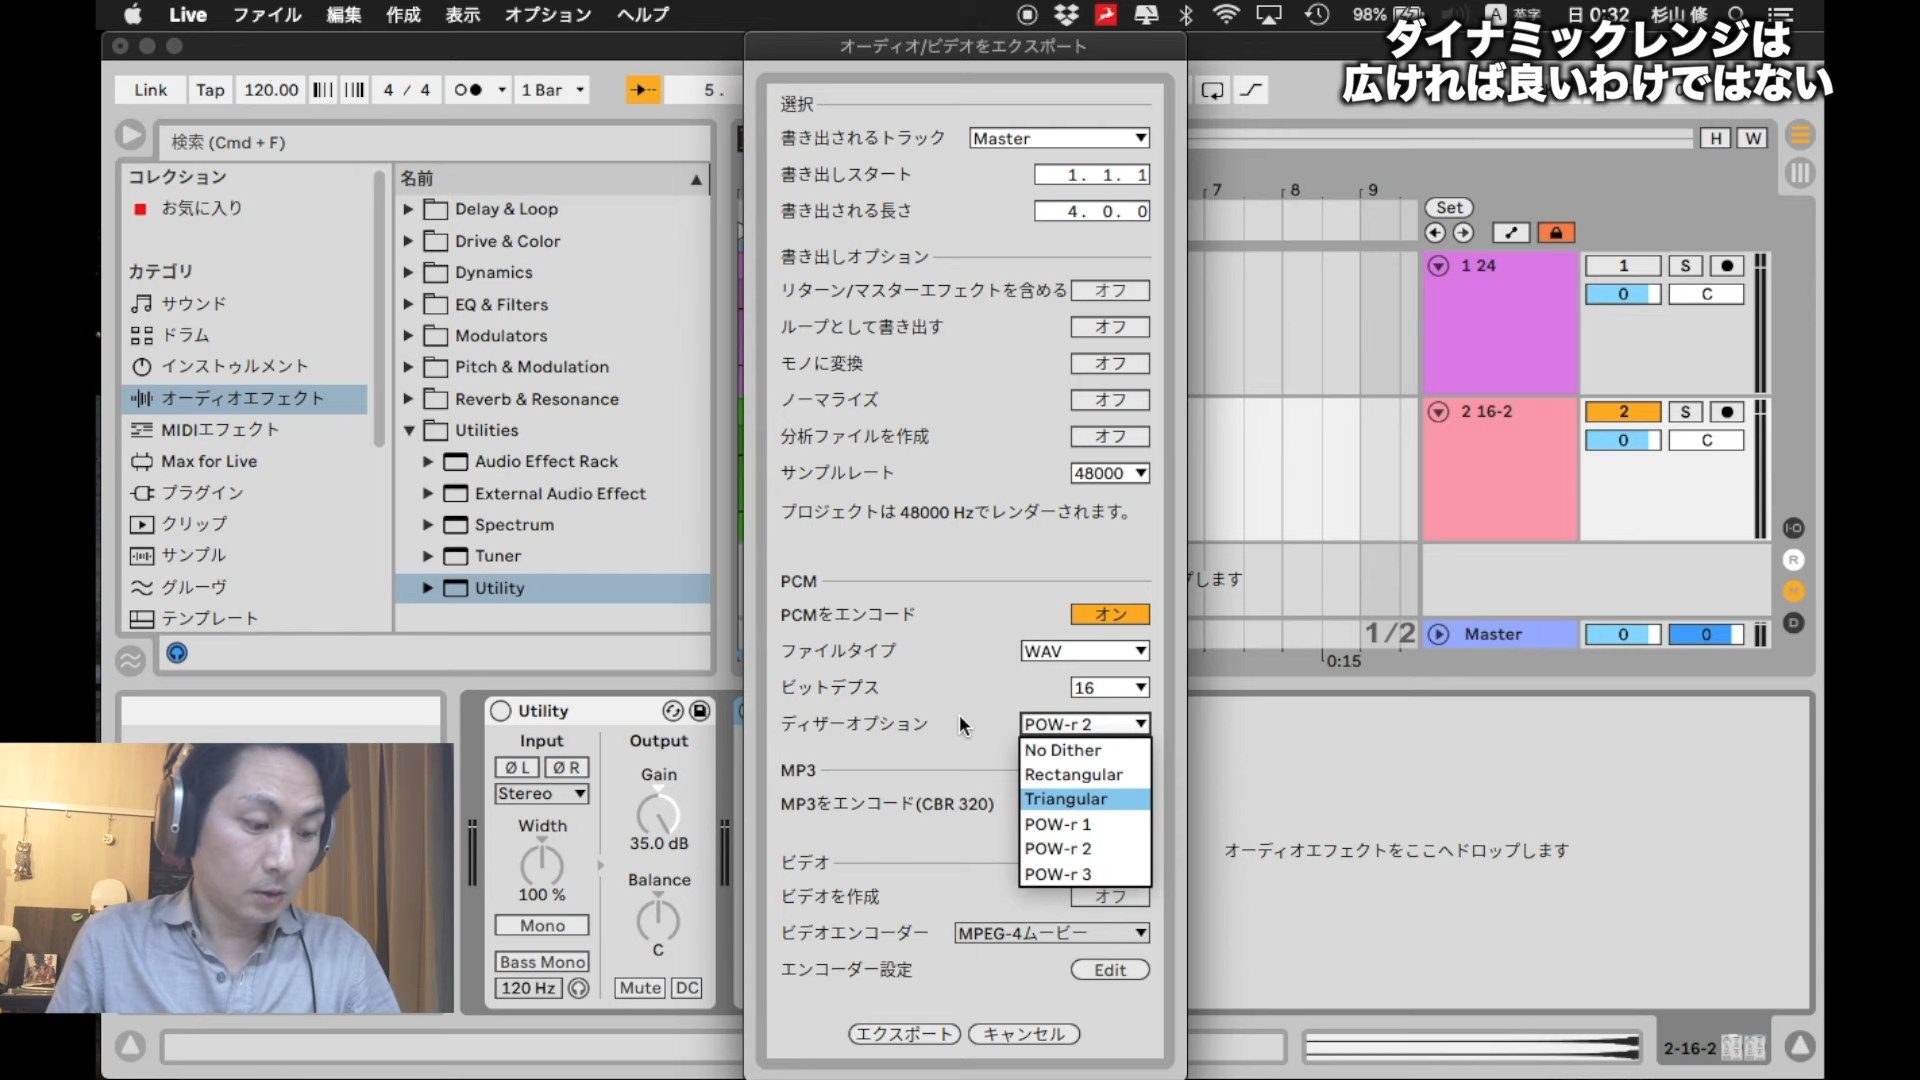 Live ファイル 編集 作成 表示 オプション ヘルプ
98% 英字 日 0:32 杉山 修
ダイナミックレンジは
広ければ良いわけではない
オーディオ/ビデオをエクスポート
Link Tap 120.00 4 / 4 1 Bar 5 .
検索 (Cmd + F)
コレクション
お気に入り
カテゴリ
サウンド
ドラム
インストゥルメント
オーディオエフェクト
MIDIエフェクト
Max for Live
プラグイン
クリップ
サンプル
グルーヴ
テンプレート
名前
Delay & Loop
Drive & Color
Dynamics
EQ & Filters
Modulators
Pitch & Modulation
Reverb & Resonance
Utilities
Audio Effect Rack
External Audio Effect
Spectrum
Tuner
Utility
選択
書き出されるトラック Master
書き出しスタート 1. 1. 1
書き出される長さ 4. 0. 0
書き出しオプション
リターン/マスターエフェクトを含める オフ
ループとして書き出す オフ
モノに変換 オフ
ノーマライズ オフ
分析ファイルを作成 オフ
サンプルレート 48000
プロジェクトは 48000 Hzでレンダーされます。
PCM
PCMをエンコード オン
ファイルタイプ WAV
ビットデプス 16
ディザーオプション POW-r 2
No Dither
Rectangular
Triangular
POW-r 1
POW-r 2
POW-r 3
MP3
MP3をエンコード(CBR 320)
ビデオ
ビデオを作成 オフ
ビデオエンコーダー MPEG-4ムービー
エンコーダー設定 Edit
エクスポート キャンセル
H W
7 8 9
Set
1 24 1 S
0 C
2 16-2 2 S
0 C
プします
1/2 Master 0 0
0:15
I·O
R
M
D
Utility
Input Output
Ø L Ø R Gain
Stereo
35.0 dB
Width
100 %
Balance
C
Mono
Bass Mono
120 Hz Mute DC
オーディオエフェクトをここへドロップします
2-16-2